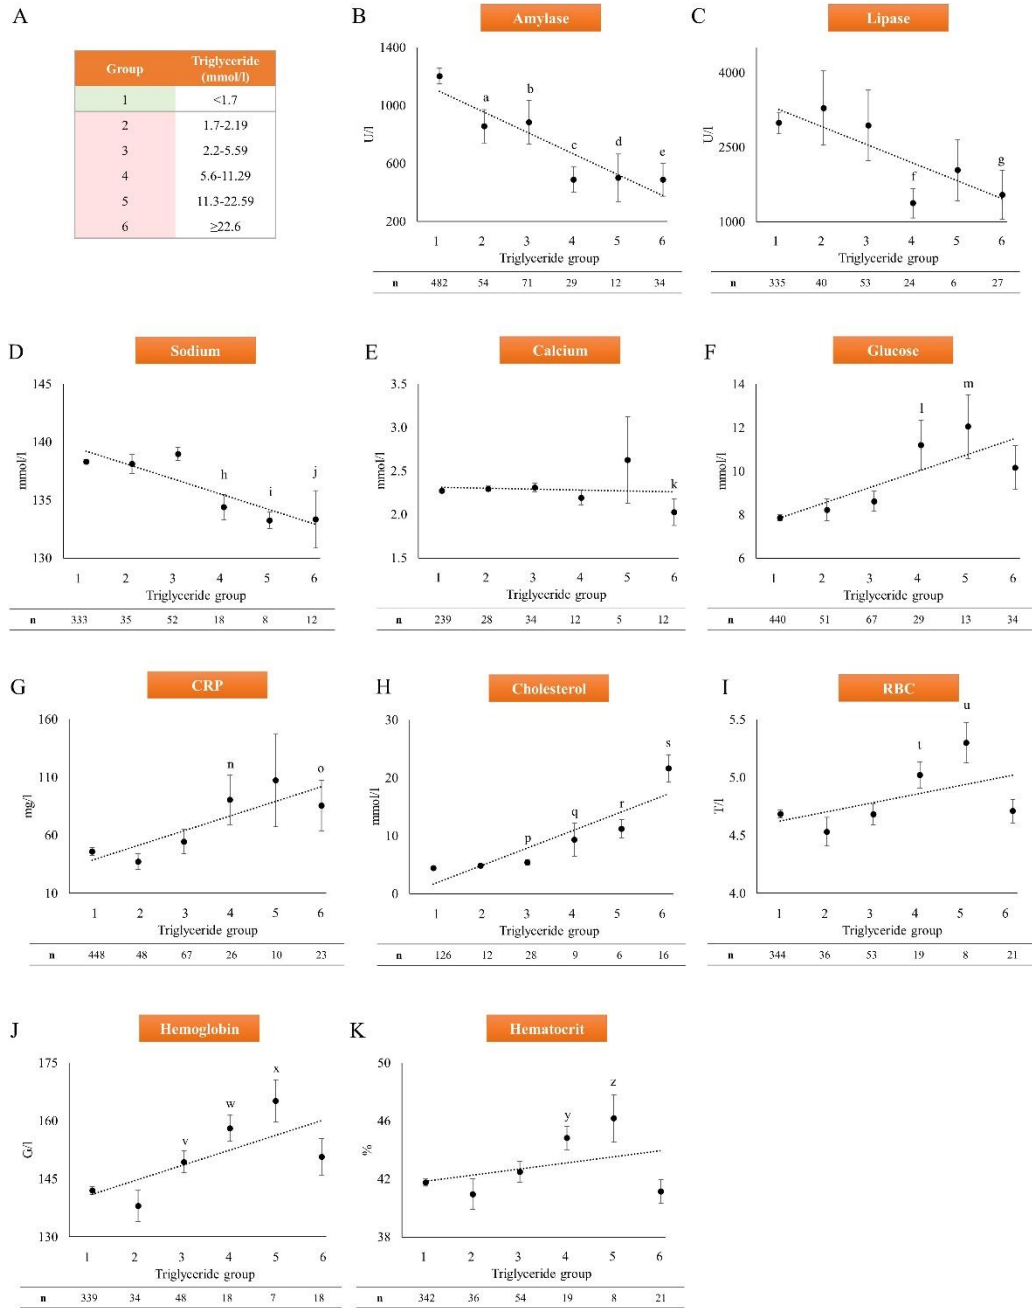 A
Group Triglyceride (mmol/l)
1 <1.7
2 1.7-2.19
3 2.2-5.59
4 5.6-11.29
5 11.3-22.59
6 ≥22.6
B
Amylase
1400
1000
600
200
U/l
a b c d e
1 2 3 4 5 6
Triglyceride group
n 482 54 71 29 12 34
C
Lipase
4000
2500
1000
U/l
f g
1 2 3 4 5 6
Triglyceride group
n 335 40 53 24 6 27
D
Sodium
145
140
135
130
mmol/l
h i j
1 2 3 4 5 6
Triglyceride group
n 333 35 52 18 8 12
E
Calcium
3.5
3.0
2.5
2.0
1.5
mmol/l
k
1 2 3 4 5 6
Triglyceride group
n 239 28 34 12 5 12
F
Glucose
14
12
10
8
6
mmol/l
l m
1 2 3 4 5 6
Triglyceride group
n 440 51 67 29 13 34
G
CRP
160
110
60
10
mg/l
n o
1 2 3 4 5 6
Triglyceride group
n 448 48 67 26 10 23
H
Cholesterol
30
20
10
0
mmol/l
p q r s
1 2 3 4 5 6
Triglyceride group
n 126 12 28 9 6 16
I
RBC
5.5
5.0
4.5
4.0
T/l
t u
1 2 3 4 5 6
Triglyceride group
n 344 36 53 19 8 21
J
Hemoglobin
175
160
145
130
G/l
v w x
1 2 3 4 5 6
Triglyceride group
n 339 34 48 18 7 18
K
Hematocrit
50
46
42
38
%
y z
1 2 3 4 5 6
Triglyceride group
n 342 36 54 19 8 21